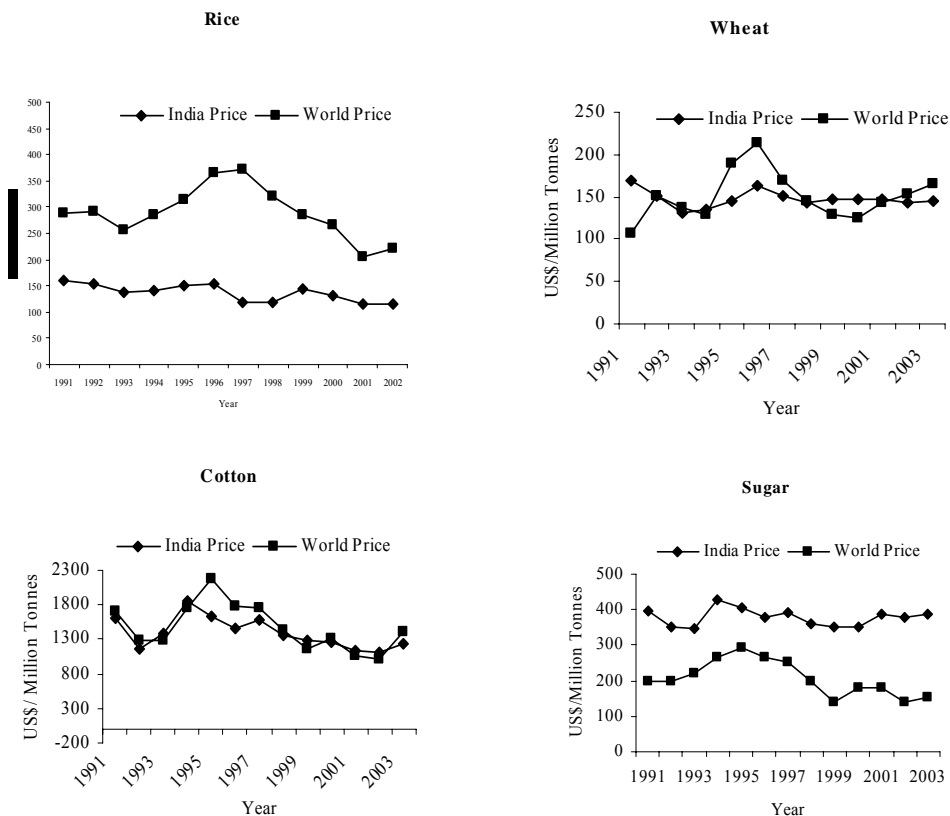 Rice
India Price World Price
500
450
400
350
300
250
200
150
100
50
0
1991 1992 1993 1994 1995 1996 1997 1998 1999 2000 2001 2002
Year
Wheat
India Price World Price
US$/Million Tonnes
250
200
150
100
50
0
1991 1993 1995 1997 1999 2001 2003
Year
Cotton
India Price World Price
US$/ Million Tonnes
2300
1800
1300
800
300
-200
1991 1993 1995 1997 1999 2001 2003
Year
Sugar
India Price World Price
US$/Million Tonnes
500
400
300
200
100
0
1991 1993 1995 1997 1999 2001 2003
Year